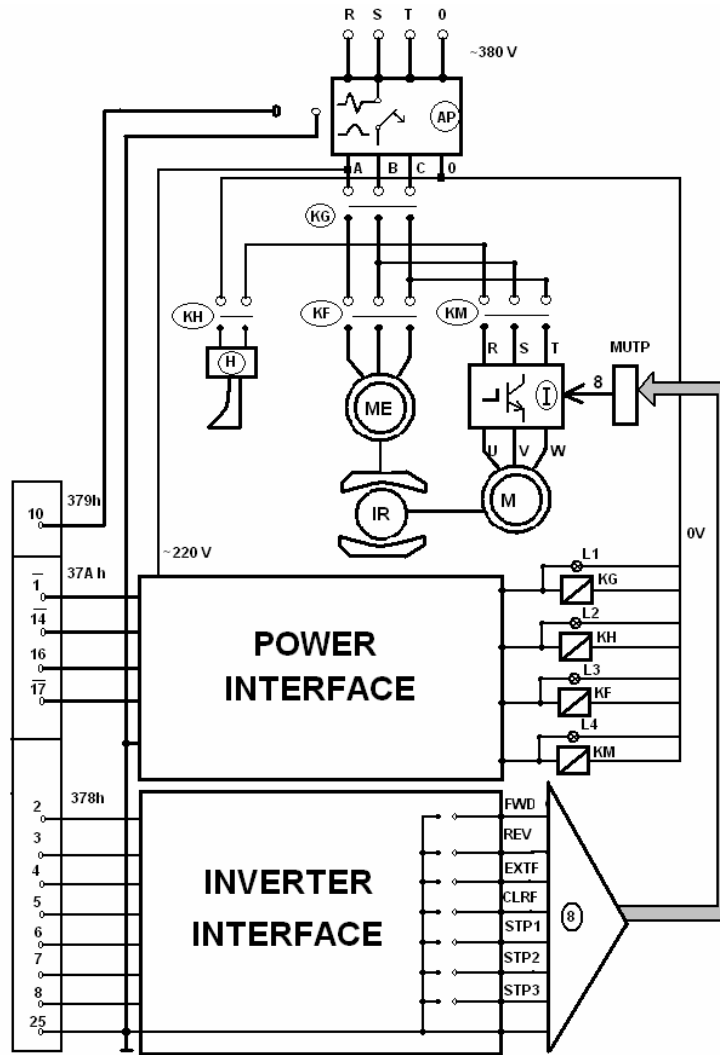 R S T 0
~380 V
AP
A B C 0
KG
KH
KF
KM
R S T
MUTP
H
I
8
ME
U V W
IR
M
379h
10
~220 V
0V
37A h
1
14
16
17
POWER
INTERFACE
L1
KG
L2
KH
L3
KF
L4
KM
378h
2
3
4
5
6
7
8
25
INVERTER
INTERFACE
FWD
REV
EXTF
CLRF
STP1
STP2
STP3
8